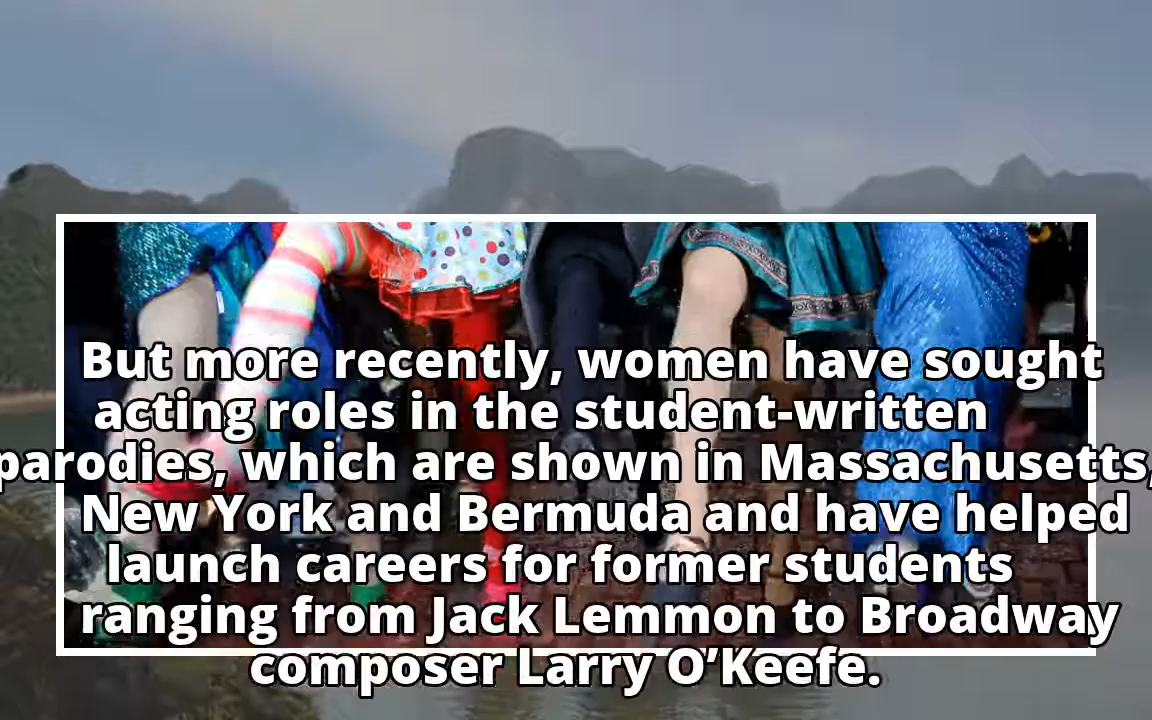 But more recently, women have sought
acting roles in the student-written
parodies, which are shown in Massachusetts,
New York and Bermuda and have helped
launch careers for former students
ranging from Jack Lemmon to Broadway
composer Larry O’Keefe.